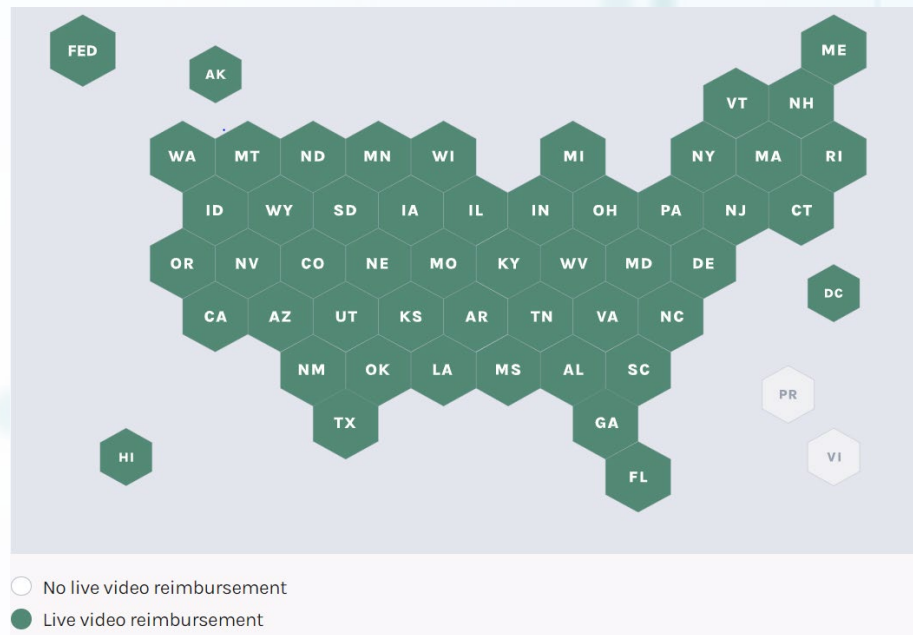 FED
ME
AK
VT NH
WA MT ND MN WI MI NY MA RI
ID WY SD IA IL IN OH PA NJ CT
OR NV CO NE MO KY WV MD DE
DC
CA AZ UT KS AR TN VA NC
NM OK LA MS AL SC
PR
TX GA
HI
VI
FL
No live video reimbursement
Live video reimbursement